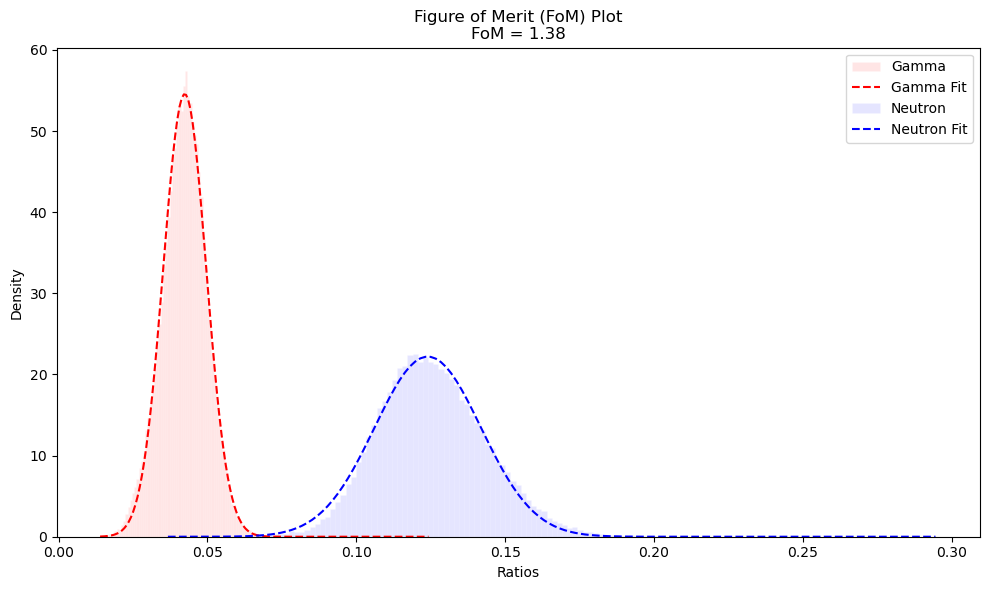 Figure of Merit (FoM) Plot
FoM = 1.38
Gamma
Gamma Fit
Neutron
Neutron Fit
Density
60
50
40
30
20
10
0
0.00 0.05 0.10 0.15 0.20 0.25 0.30
Ratios